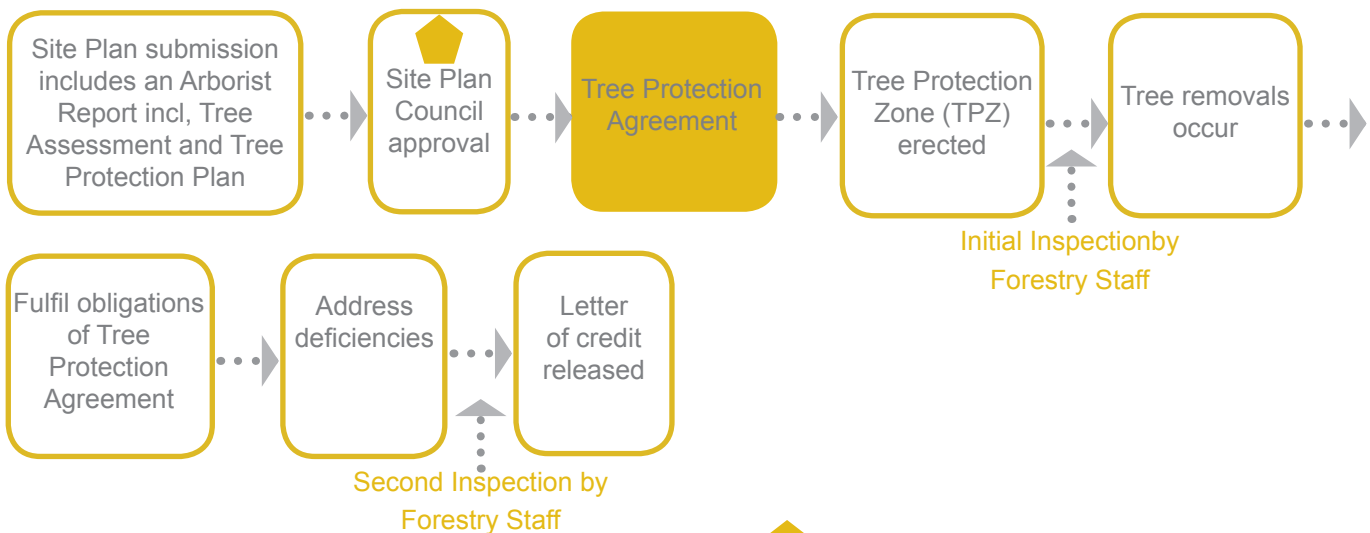 Site Plan submission
includes an Arborist
Report incl, Tree
Assessment and Tree
Protection Plan
Site Plan
Council
approval
Tree Protection
Agreement
Tree Protection
Zone (TPZ)
erected
Tree removals
occur
Initial Inspectionby
Forestry Staff
Fulfil obligations
of Tree
Protection
Agreement
Address
deficiencies
Letter
of credit
released
Second Inspection by
Forestry Staff